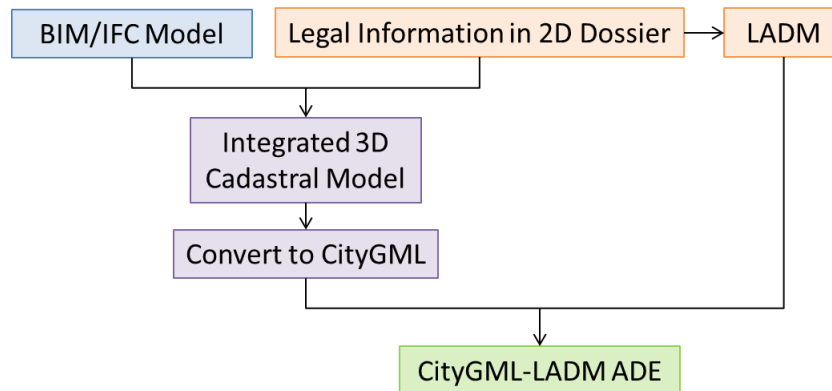 BIM/IFC Model
Legal Information in 2D Dossier
LADM
Integrated 3D
Cadastral Model
Convert to CityGML
CityGML-LADM ADE